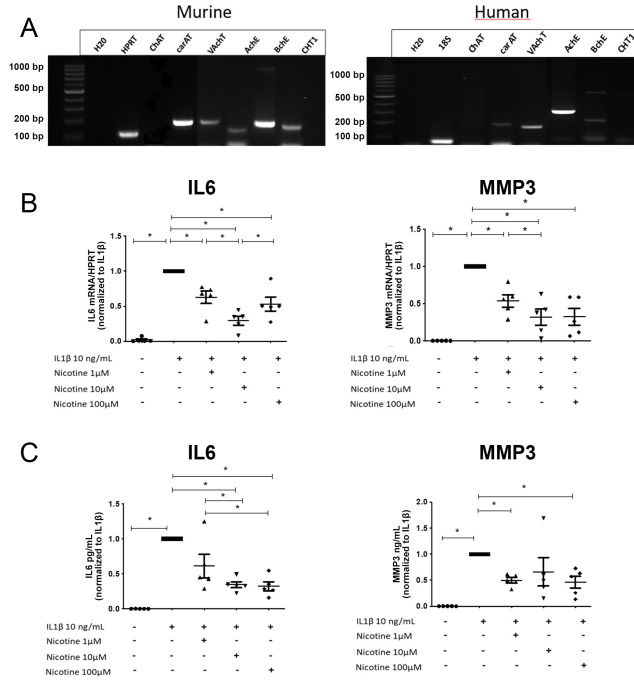 A
Murine
H20 HPRT ChAT carAT VAchT AchE BchE CHT1
1000 bp
500 bp
200 bp
100 bp
Human
H20 18S ChAT carAT VAchT AchE BchE CHT1
1000 bp
500 bp
200 bp
100 bp
B
IL6
IL6 mRNA/HPRT
(normalized to IL1β)
1.5
1.0
0.5
0.0
* * * * * *
IL1β 10 ng/mL - + + + +
Nicotine 1µM - - + - -
Nicotine 10µM - - - + -
Nicotine 100µM - - - - +
MMP3
MMP3 mRNA/HPRT
(normalized to IL1β)
1.5
1.0
0.5
0.0
* * * * *
IL1β 10 ng/mL - + + + +
Nicotine 1µM - - + - -
Nicotine 10µM - - - + -
Nicotine 100µM - - - - +
C
IL6
IL6 pg/mL
(normalized to IL1β)
1.5
1.0
0.5
0.0
* * * * *
IL1β 10 ng/mL - + + + +
Nicotine 1µM - - + - -
Nicotine 10µM - - - + -
Nicotine 100µM - - - - +
MMP3
MMP3 ng/mL
(normalized to IL1β)
2.0
1.5
1.0
0.5
0.0
* * *
IL1β 10 ng/mL - + + + +
Nicotine 1µM - - + - -
Nicotine 10µM - - - + -
Nicotine 100µM - - - - +